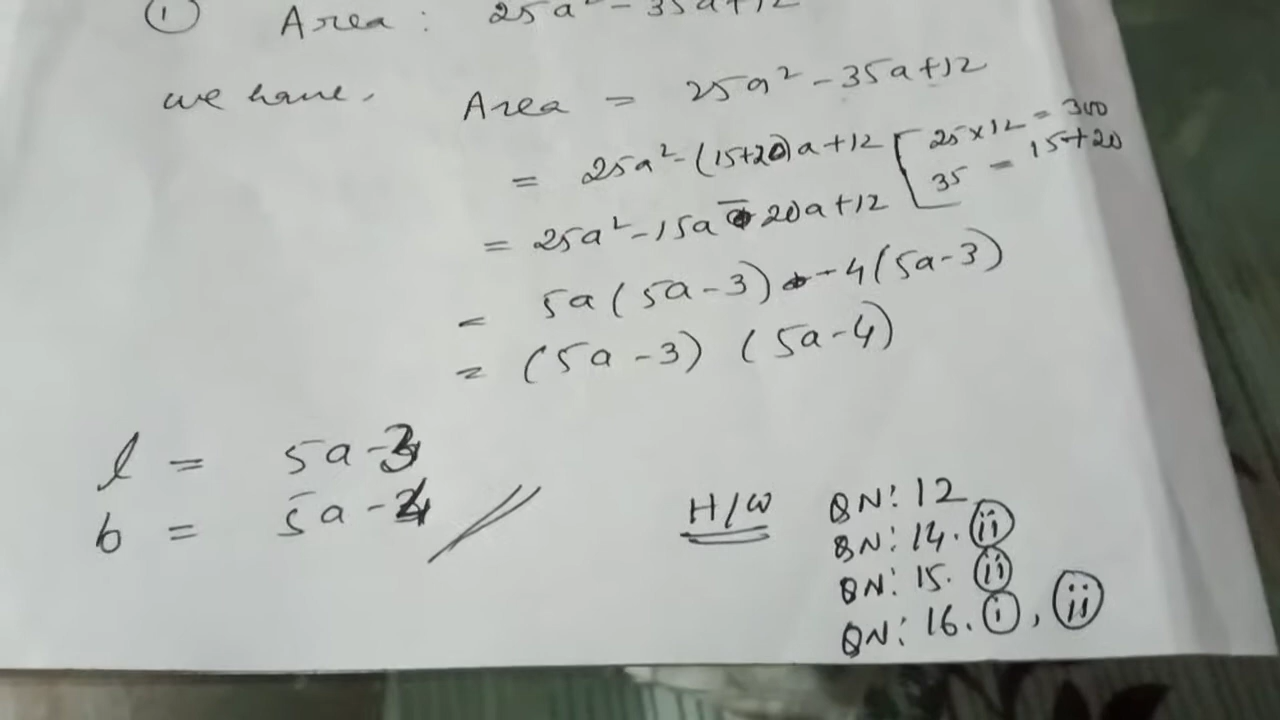 ① Area : 25a² - 35a+12
we have, Area = 25a² - 35a+12
= 25a² - (15+20)a+12 [25×12 = 300
35 = 15+20
= 25a² - 15a - 20a+12
= 5a(5a-3) - 4(5a-3)
= (5a-3) (5a-4)
l = 5a-3
b = 5a-4
H/W QN: 12
QN: 14. ⅱ
QN: 15. ⅱ
QN: 16. ⅰ, ⅱ